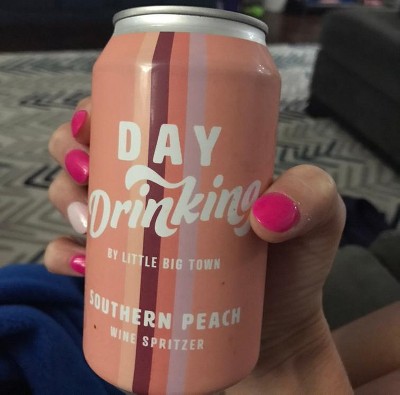 DAY
Drinking
BY LITTLE BIG TOWN
SOUTHERN PEACH
WINE SPRITZER